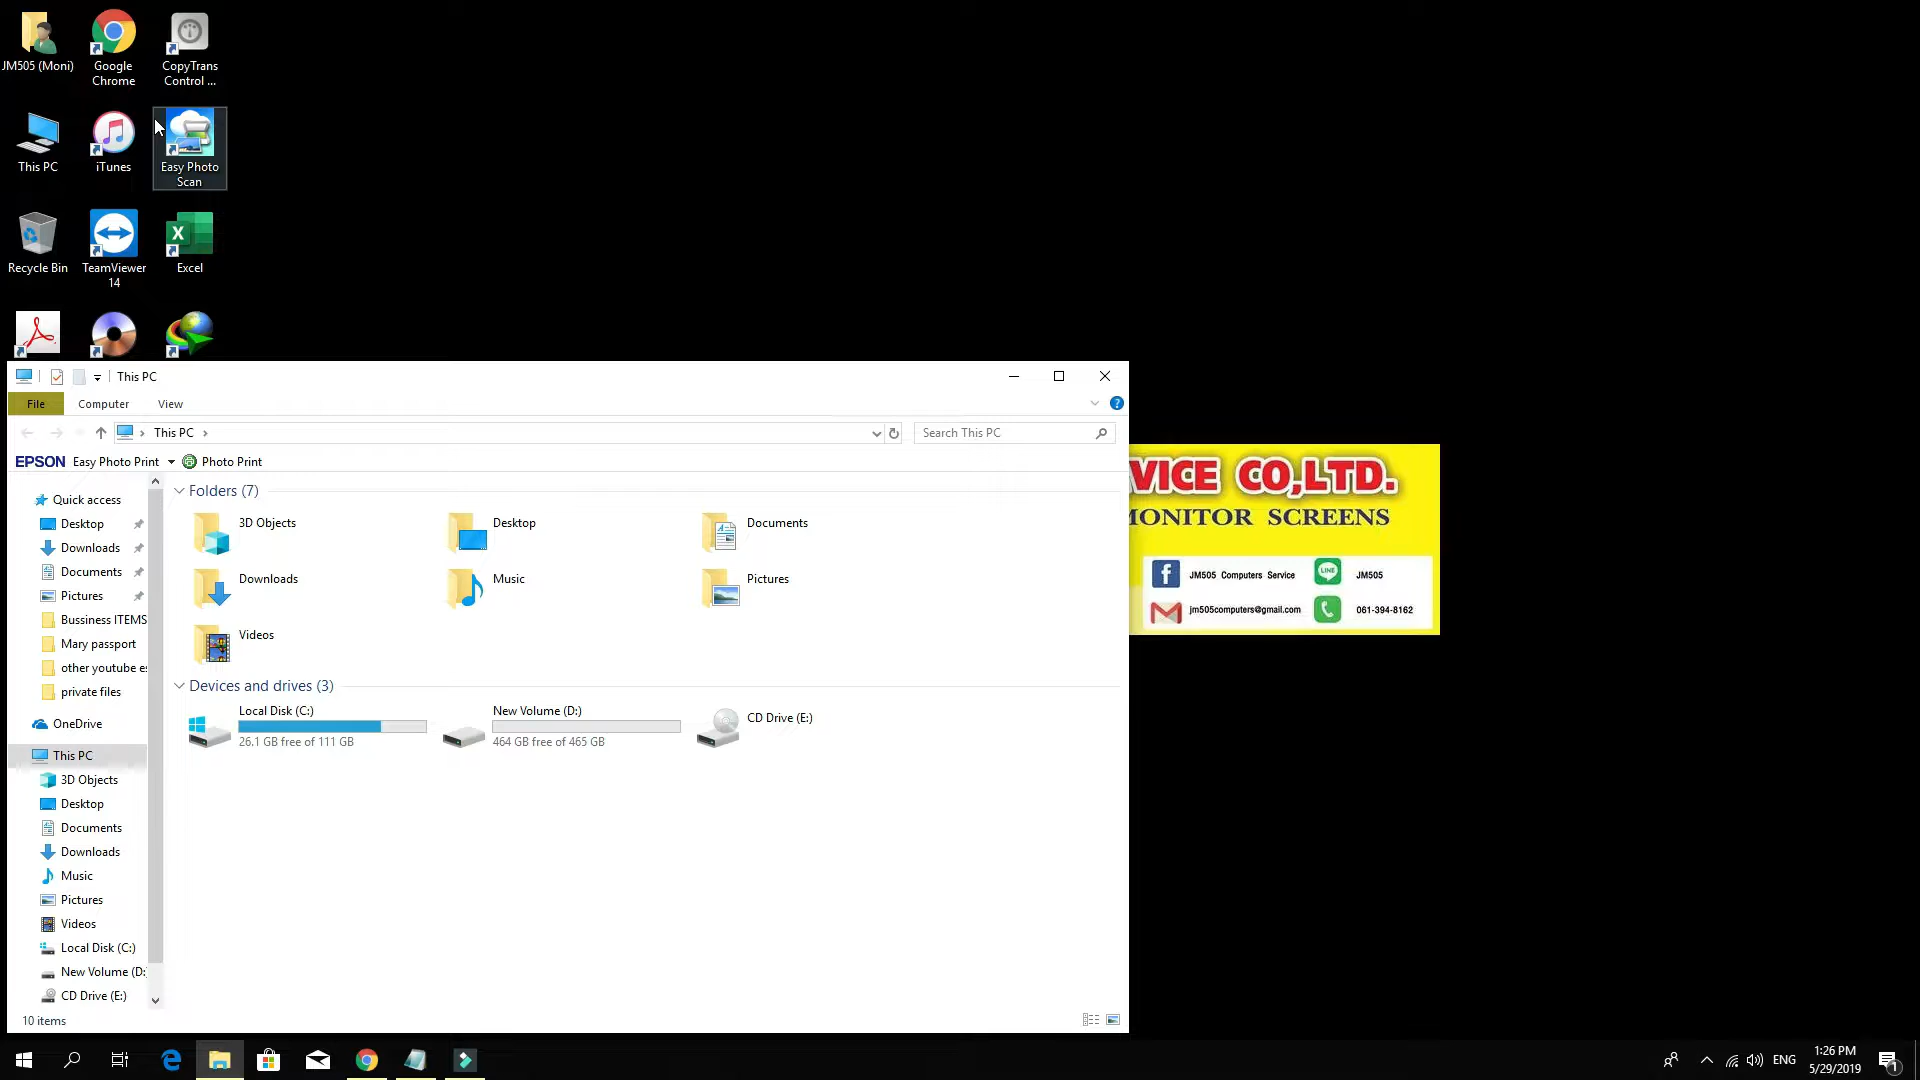 JM505 (Moni)
Google
Chrome
CopyTrans
Control ...
This PC
iTunes
Easy Photo
Scan
Recycle Bin
TeamViewer
14
Excel
This PC
File
Computer
View
This PC
Search This PC
EPSON Easy Photo Print
Photo Print
Quick access
Desktop
Downloads
Documents
Pictures
Bussiness ITEMS
Mary passport
other youtube es
private files
OneDrive
This PC
3D Objects
Desktop
Documents
Downloads
Music
Pictures
Videos
Local Disk (C:)
New Volume (D:
CD Drive (E:)
Folders (7)
3D Objects
Desktop
Documents
Downloads
Music
Pictures
Videos
Devices and drives (3)
Local Disk (C:)
26.1 GB free of 111 GB
New Volume (D:)
464 GB free of 465 GB
CD Drive (E:)
10 items
VICE CO,LTD.
MONITOR SCREENS
JM505 Computers Service
JM505
jm505computers@gmail.com
061-394-8162
ENG
1:26 PM
5/29/2019
1